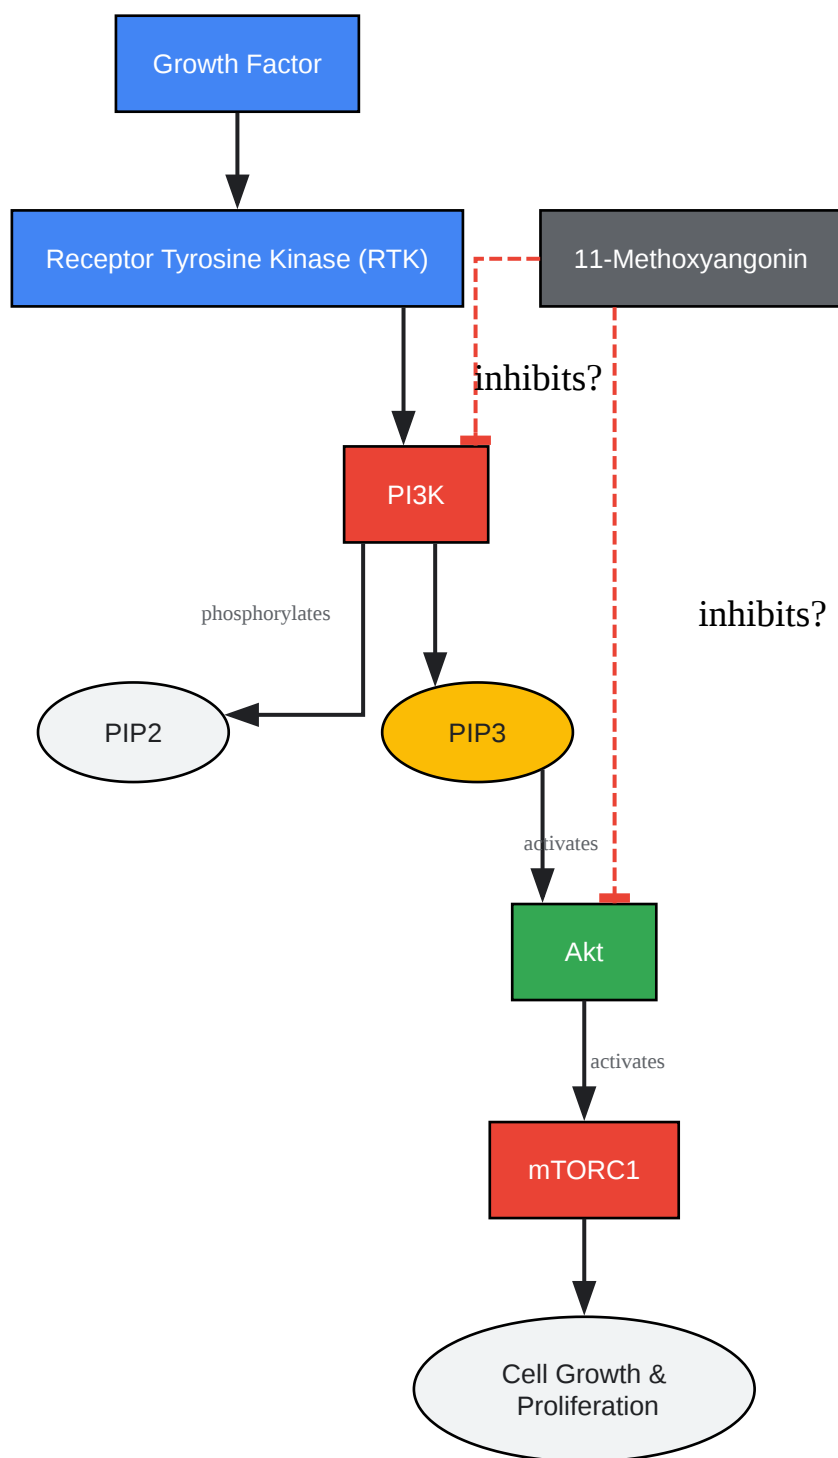 Growth Factor
Receptor Tyrosine Kinase (RTK)
11-Methoxyangonin
inhibits?
PI3K
phosphorylates
inhibits?
PIP2
PIP3
activates
Akt
activates
mTORC1
Cell Growth &
Proliferation